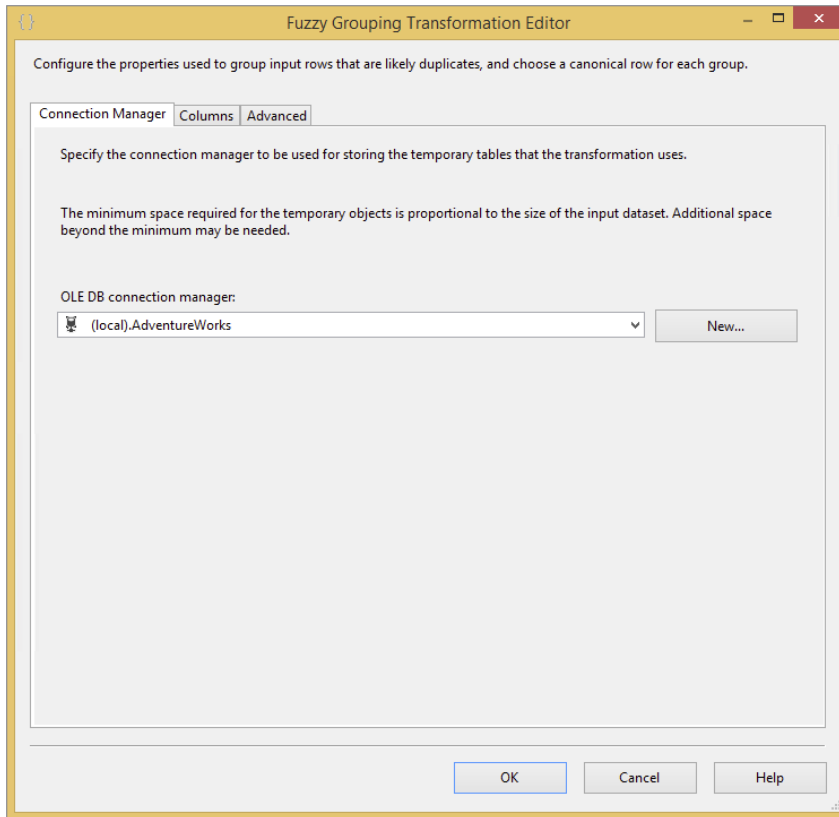 {} Fuzzy Grouping Transformation Editor
Configure the properties used to group input rows that are likely duplicates, and choose a canonical row for each group.
Connection Manager Columns Advanced
Specify the connection manager to be used for storing the temporary tables that the transformation uses.
The minimum space required for the temporary objects is proportional to the size of the input dataset. Additional space
beyond the minimum may be needed.
OLE DB connection manager:
(local).AdventureWorks New...
OK Cancel Help